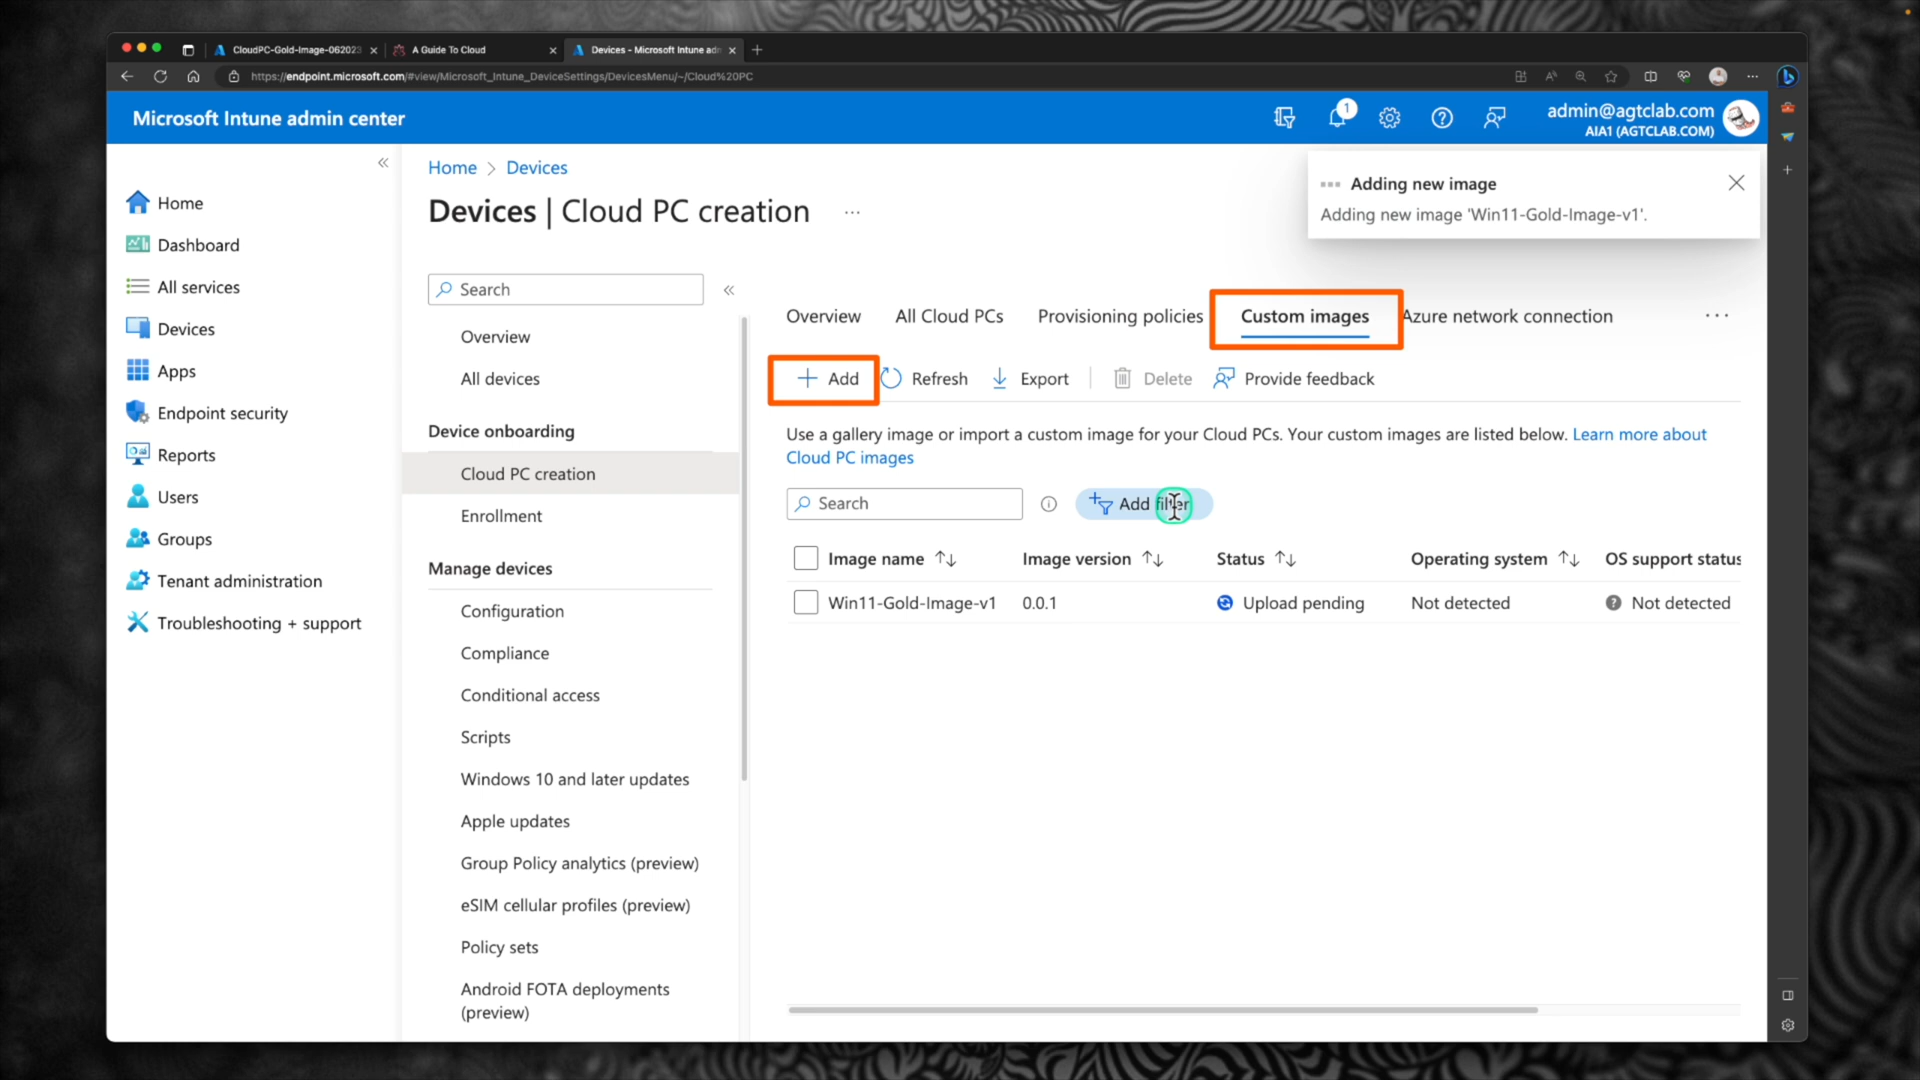 CloudPC-Gold-Image-062023
A Guide To Cloud
Devices - Microsoft Intune adm
https://endpoint.microsoft.com/#view/Microsoft_Intune_DeviceSettings/DevicesMenu/~/Cloud%20PC
Microsoft Intune admin center
1
admin@agtclab.com
AIA1 (AGTCLAB.COM)
Home > Devices
Devices | Cloud PC creation
Adding new image
Adding new image 'Win11-Gold-Image-v1'.
Home
Dashboard
All services
Devices
Apps
Endpoint security
Reports
Users
Groups
Tenant administration
Troubleshooting + support
Search
Overview
All devices
Device onboarding
Cloud PC creation
Enrollment
Manage devices
Configuration
Compliance
Conditional access
Scripts
Windows 10 and later updates
Apple updates
Group Policy analytics (preview)
eSIM cellular profiles (preview)
Policy sets
Android FOTA deployments
(preview)
Overview All Cloud PCs Provisioning policies Custom images Azure network connection
Add Refresh Export Delete Provide feedback
Use a gallery image or import a custom image for your Cloud PCs. Your custom images are listed below. Learn more about
Cloud PC images
Search Add filter
Image name Image version Status Operating system OS support status
Win11-Gold-Image-v1 0.0.1 Upload pending Not detected Not detected